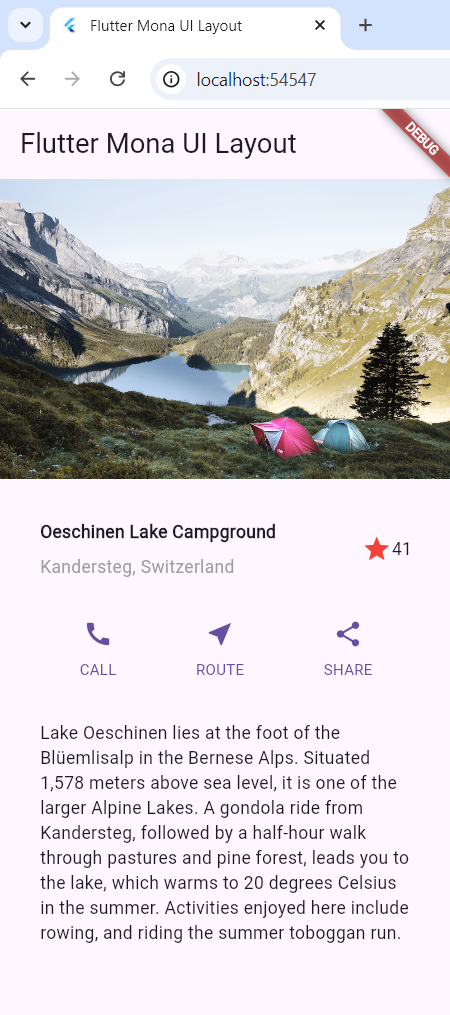 Flutter Mona UI Layout
localhost:54547
Flutter Mona UI Layout
DEBUG
Oeschinen Lake Campground
Kandersteg, Switzerland
41
CALL
ROUTE
SHARE
Lake Oeschinen lies at the foot of the
Blüemlisalp in the Bernese Alps. Situated
1,578 meters above sea level, it is one of the
larger Alpine Lakes. A gondola ride from
Kandersteg, followed by a half-hour walk
through pastures and pine forest, leads you to
the lake, which warms to 20 degrees Celsius
in the summer. Activities enjoyed here include
rowing, and riding the summer toboggan run.